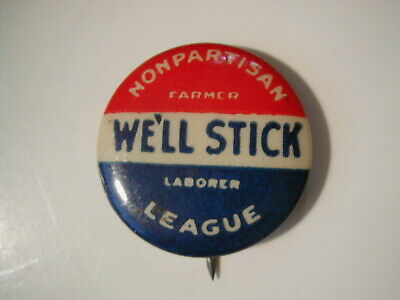 NONPARTISAN
FARMER
WE'LL STICK
LABORER
LEAGUE